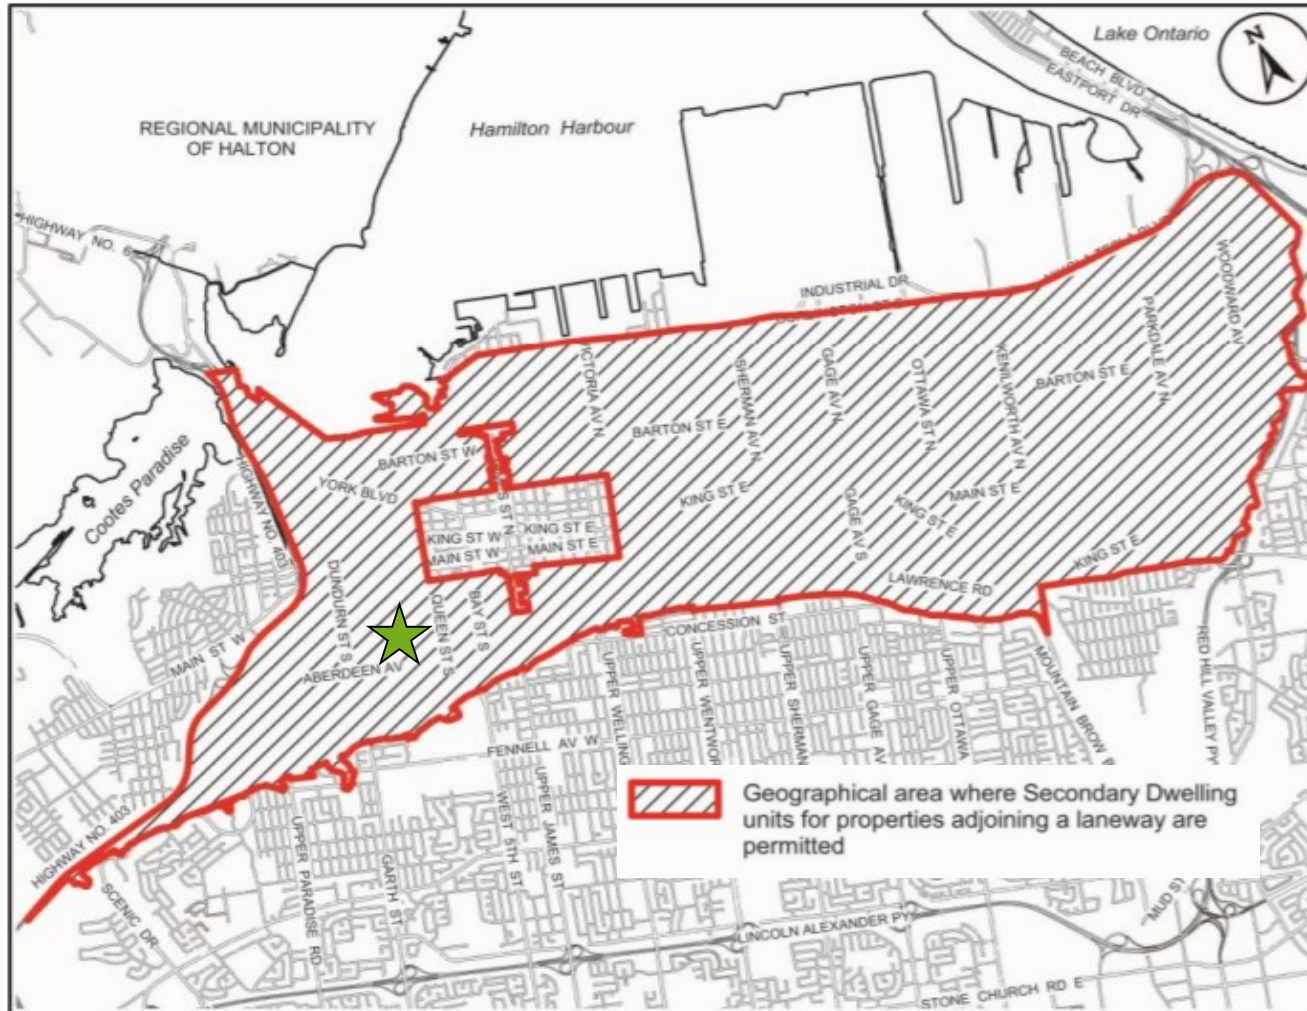 Lake Ontario
N
BEACH BLVD
EASTPORT DR
REGIONAL MUNICIPALITY
OF HALTON
Hamilton Harbour
HIGHWAY NO. 6
INDUSTRIAL DR
WOODWARD AV
PARKDALE AV N
KENILWORTH AV N
OTTAWA ST N
GAGE AV N
SHERMAN AV N
BARTON ST E
BARTON ST E
BARTON ST W
YORK BLVD
HIGHWAY NO. 403
Cootes Paradise
KING ST E
KING ST E
MAIN ST E
GAGE AV S
KING ST W
KING ST E
MAIN ST W
MAIN ST E
KING ST E
LAWRENCE RD
DUNDURN ST S
QUEEN ST S
BAY ST S
ABERDEEN AV
MAIN ST W
CONCESSION ST
UPPER WELLING
UPPER WENTWOR
UPPER SHERMAN
UPPER GAGE AV
UPPER OTTAWA
MOUNTAIN BROW
RED HILL VALLEY PY
FENNELL AV W
WEST 5TH ST
UPPER JAMES ST
Geographical area where Secondary Dwelling
units for properties adjoining a laneway are
permitted
HIGHWAY NO. 403
SCENIC DR
UPPER PARADISE RD
GARTH ST
LINCOLN ALEXANDER PY
MUD ST
STONE CHURCH RD E